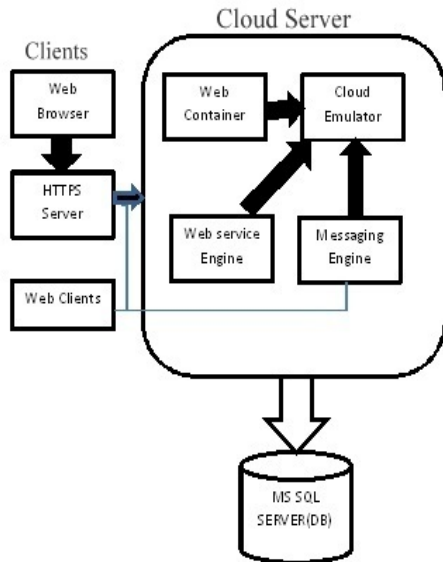 Cloud Server
Clients
Web
Browser
Web
Container
Cloud
Emulator
HTTPS
Server
Web service
Engine
Messaging
Engine
Web Clients
MS SQL
SERVER(DB)